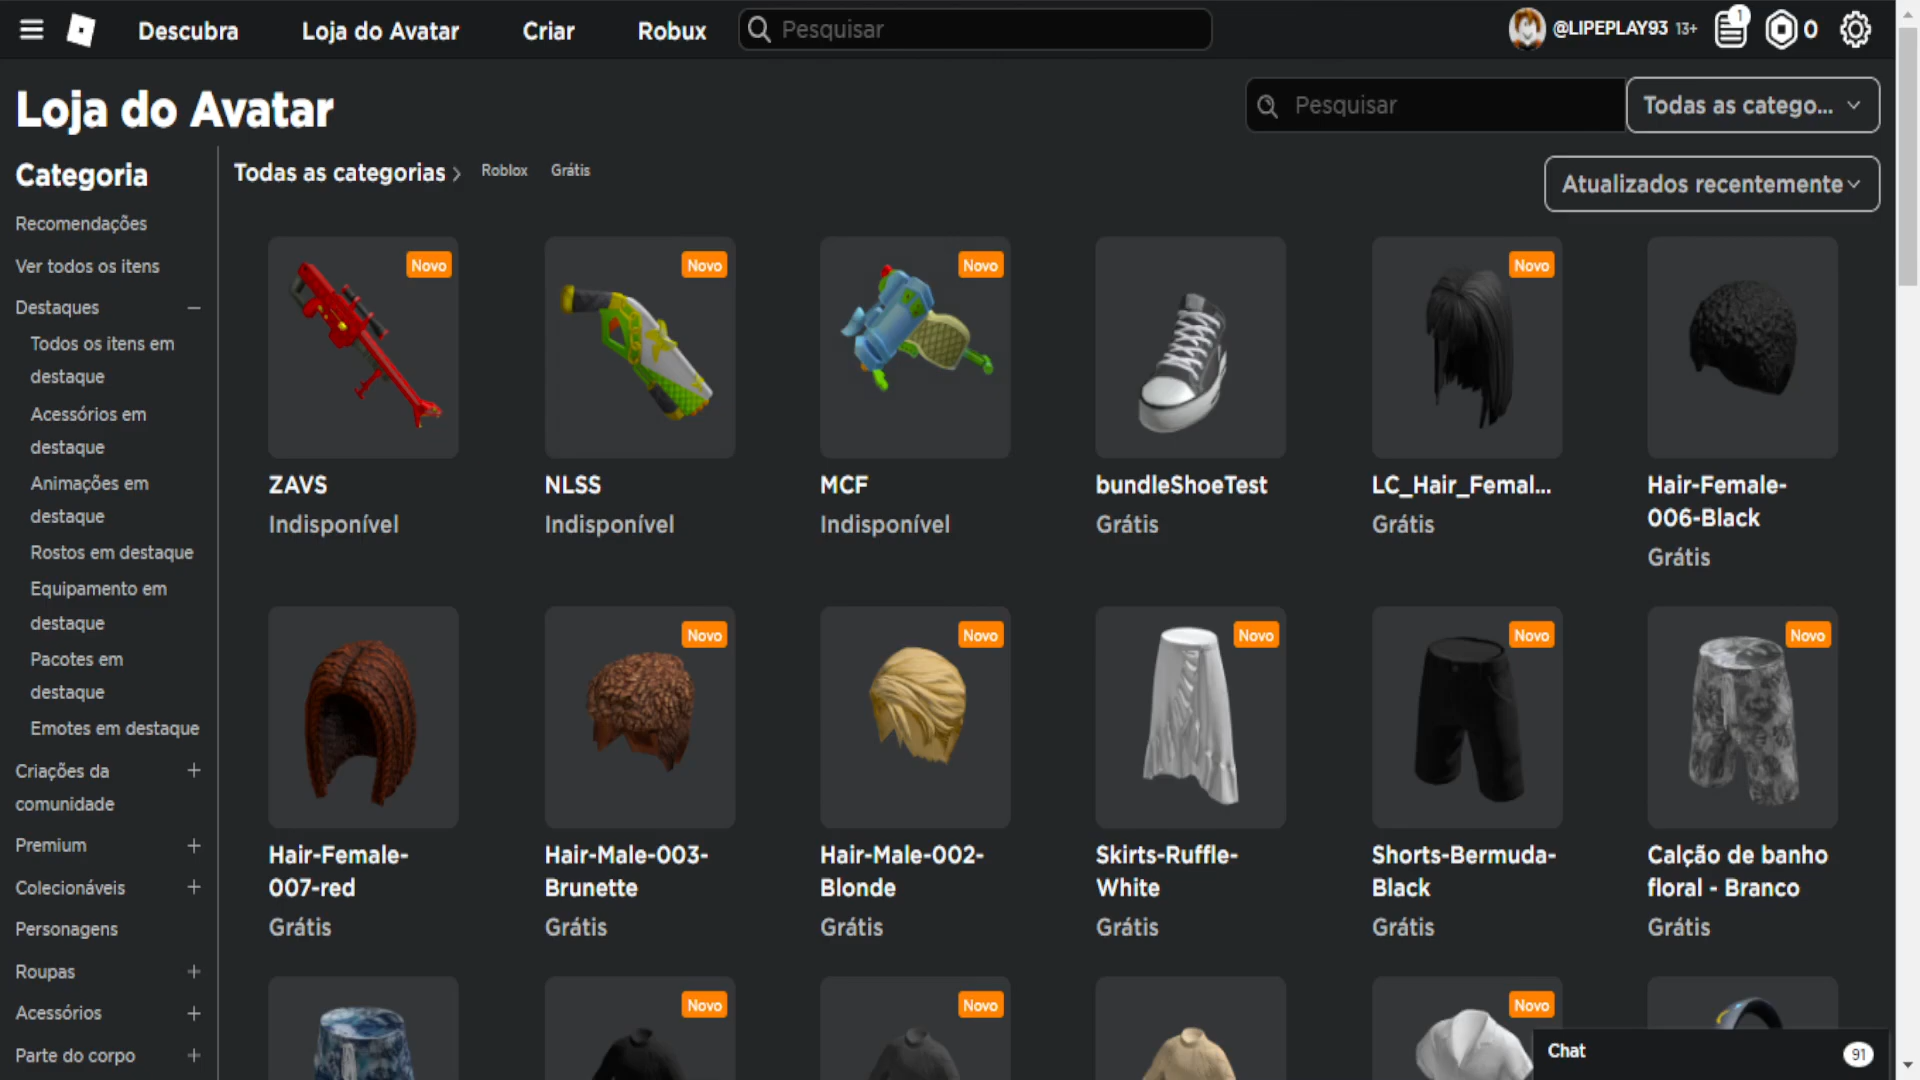 Descubra
Loja do Avatar
Criar
Robux
Pesquisar
@LIPEPLAY93 13+
1
0
Loja do Avatar
Pesquisar
Todas as catego...
Categoria
Recomendações
Ver todos os itens
Destaques
Todos os itens em
destaque
Acessórios em
destaque
Animações em
destaque
Rostos em destaque
Equipamento em
destaque
Pacotes em
destaque
Emotes em destaque
Criações da
comunidade
Premium
Colecionáveis
Personagens
Roupas
Acessórios
Parte do corpo
Todas as categorias
Roblox
Grátis
Atualizados recentemente
Novo
ZAVS
Indisponível
Novo
NLSS
Indisponível
Novo
MCF
Indisponível
bundleShoeTest
Grátis
Novo
LC_Hair_Femal...
Grátis
Hair-Female-
006-Black
Grátis
Hair-Female-
007-red
Grátis
Novo
Hair-Male-003-
Brunette
Grátis
Novo
Hair-Male-002-
Blonde
Grátis
Novo
Skirts-Ruffle-
White
Grátis
Novo
Shorts-Bermuda-
Black
Grátis
Novo
Calção de banho
floral - Branco
Grátis
Novo
Novo
Novo
Chat
91